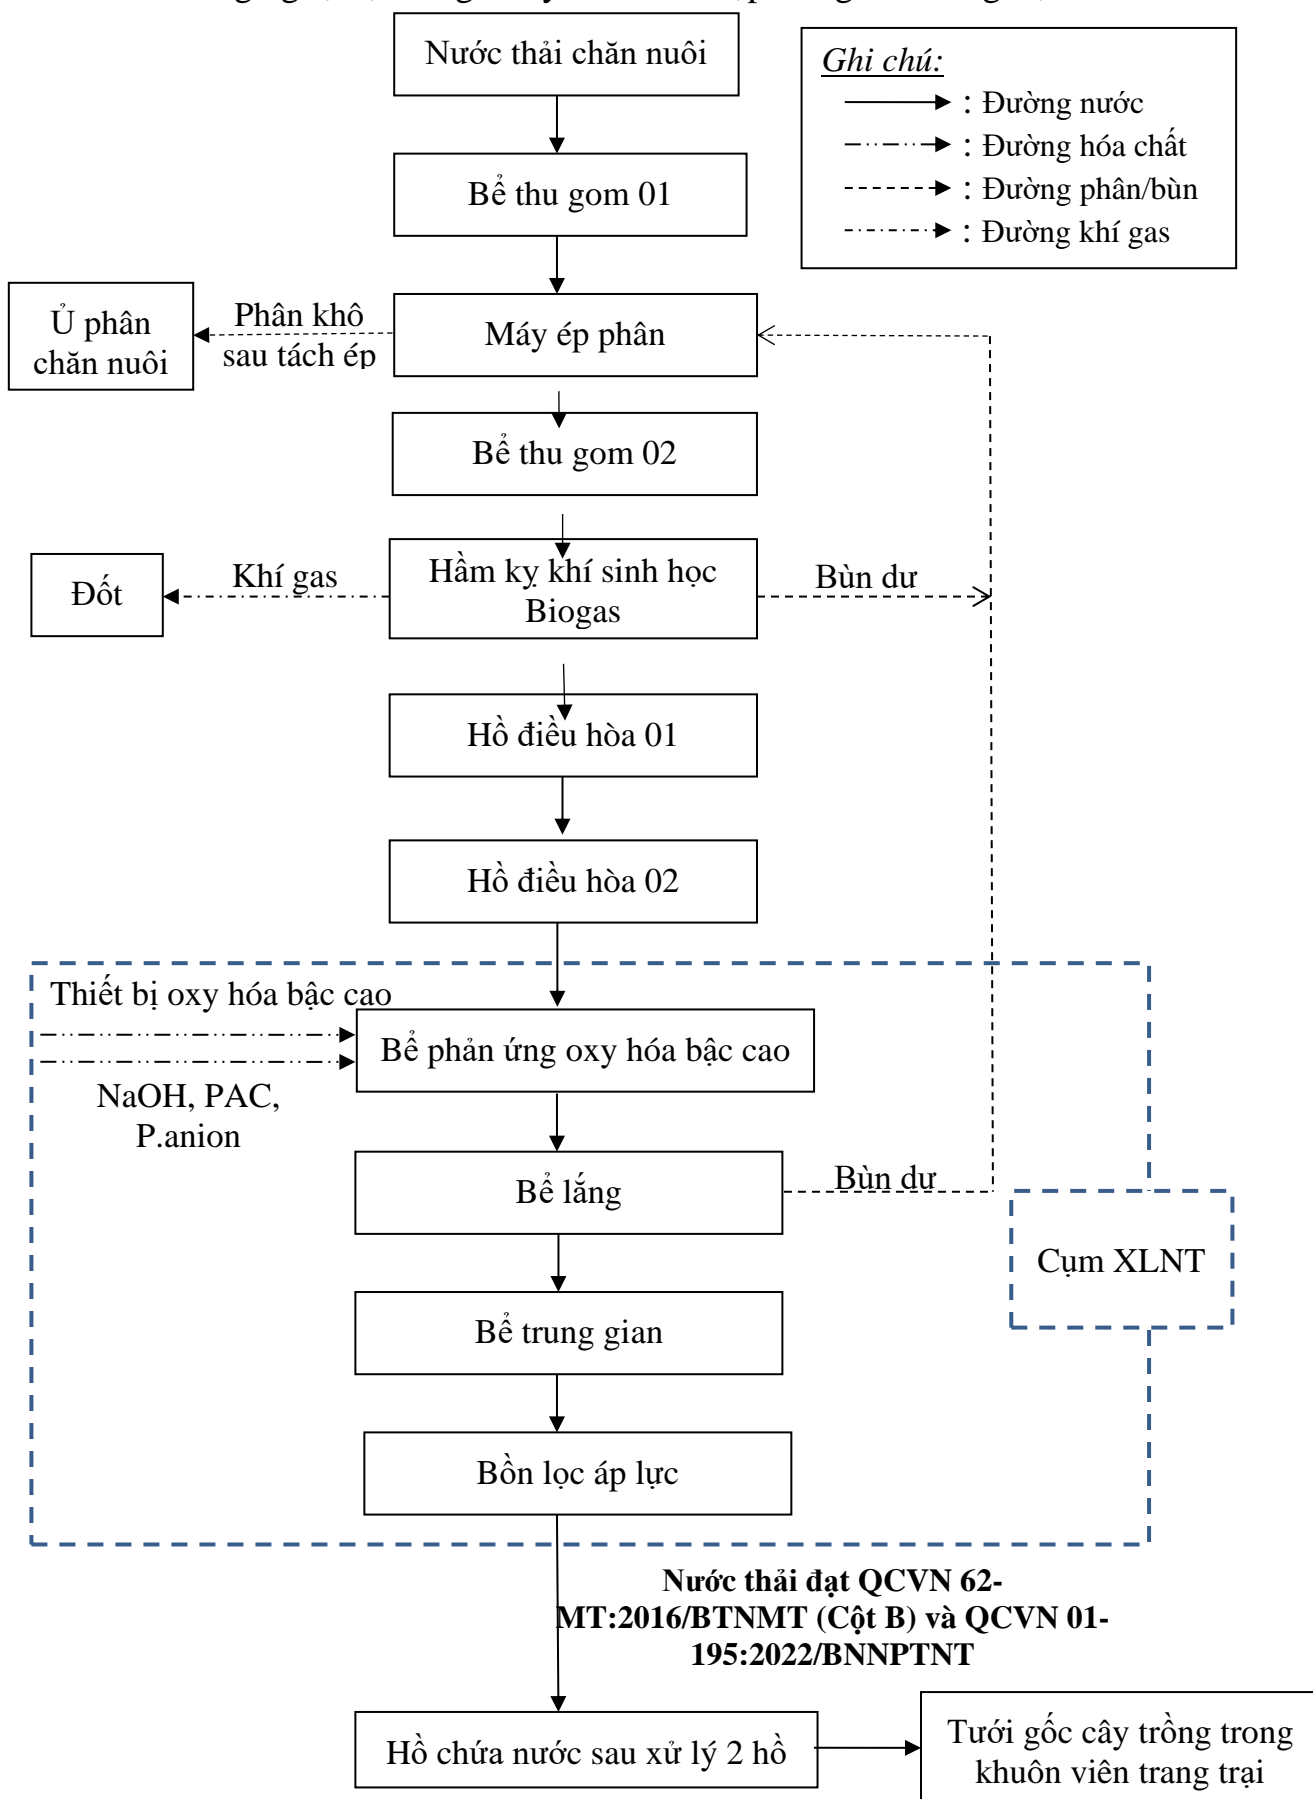 Nước thải chăn nuôi
Ghi chú:
: Đường nước
: Đường hóa chất
: Đường phân/bùn
: Đường khí gas
Bể thu gom 01
Ủ phân
chăn nuôi
Phân khô
sau tách ép
Máy ép phân
Bể thu gom 02
Đốt
Khí gas
Hầm kỵ khí sinh học
Biogas
Bùn dư
Hồ điều hòa 01
Hồ điều hòa 02
Thiết bị oxy hóa bậc cao
Bể phản ứng oxy hóa bậc cao
NaOH, PAC,
P.anion
Bể lắng
Bùn dư
Cụm XLNT
Bể trung gian
Bồn lọc áp lực
Nước thải đạt QCVN 62-
MT:2016/BTNMT (Cột B) và QCVN 01-
195:2022/BNNPTNT
Hồ chứa nước sau xử lý 2 hồ
Tưới gốc cây trồng trong
khuôn viên trang trại